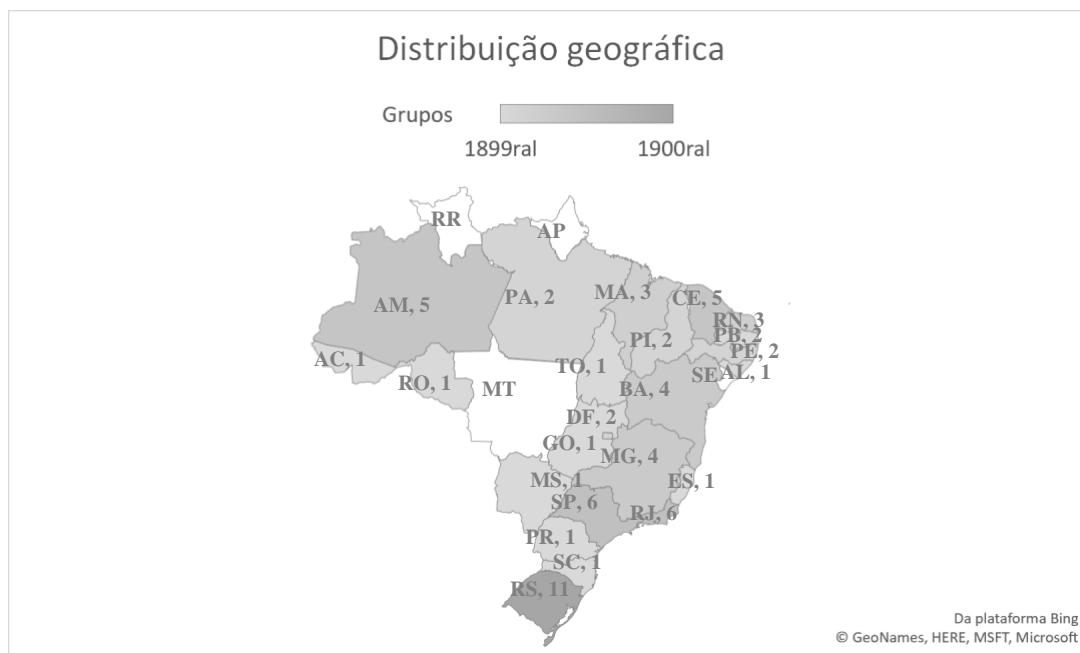 Distribuição geográfica
Grupos
1899ral 1900ral
RR
AP
AM, 5
PA, 2
MA, 3
CE, 5
RN, 3
PB, 2
PE, 2
PI, 2
AC, 1
RO, 1
MT
TO, 1
BA, 4
SE
AL, 1
DF, 2
GO, 1
MG, 4
MS, 1
ES, 1
SP, 6
RJ, 6
PR, 1
SC, 1
RS, 11
Da plataforma Bing
© GeoNames, HERE, MSFT, Microsoft